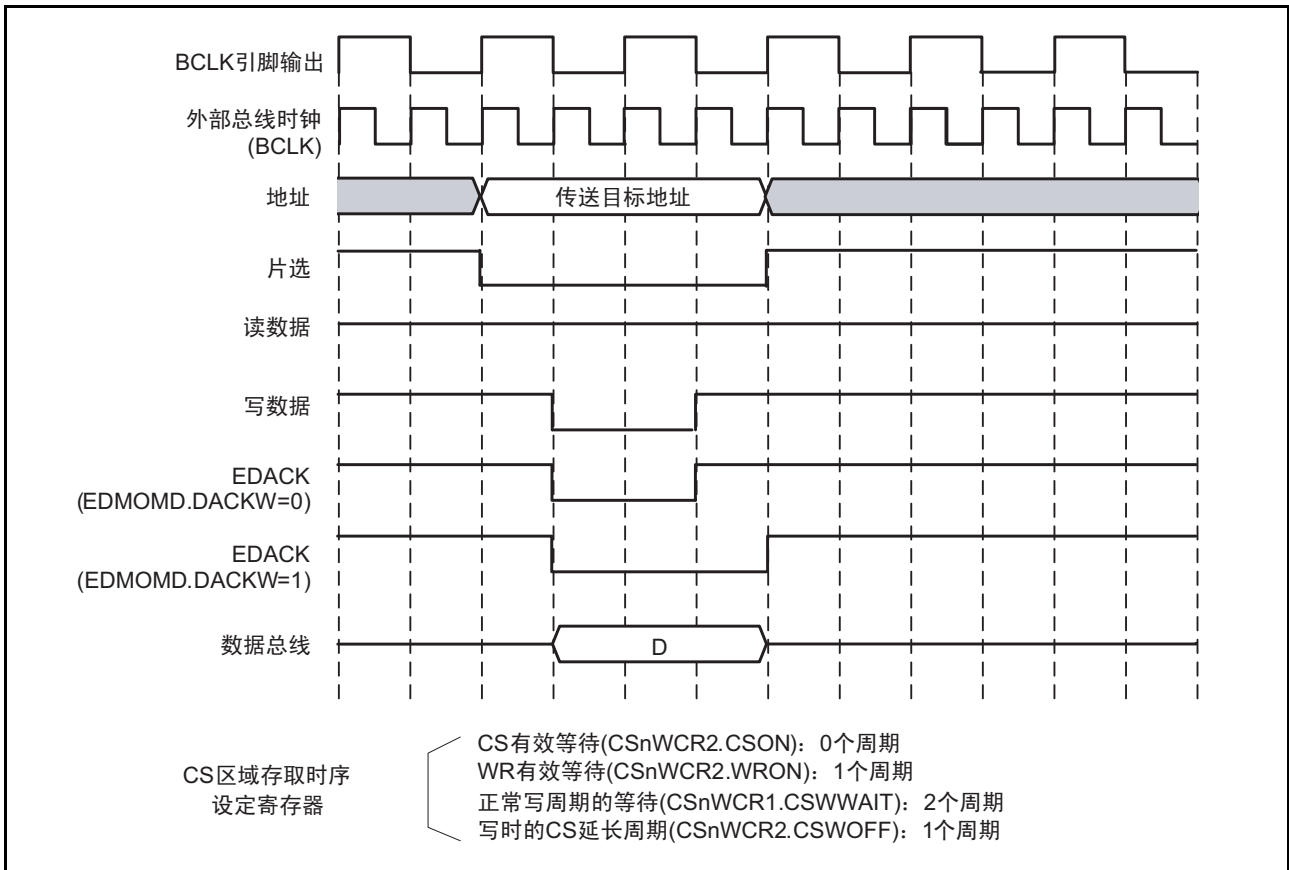 BCLK引脚输出
外部总线时钟
(BCLK)
地址
传送目标地址
片选
读数据
写数据
EDACK
(EDMOMD.DACKW=0)
EDACK
(EDMOMD.DACKW=1)
数据总线
D
CS区域存取时序
设定寄存器
CS有效等待(CSnWCR2.CSON)：0个周期
WR有效等待(CSnWCR2.WRON)：1个周期
正常写周期的等待(CSnWCR1.CSWWAIT)：2个周期
写时的CS延长周期(CSnWCR2.CSWOFF)：1个周期